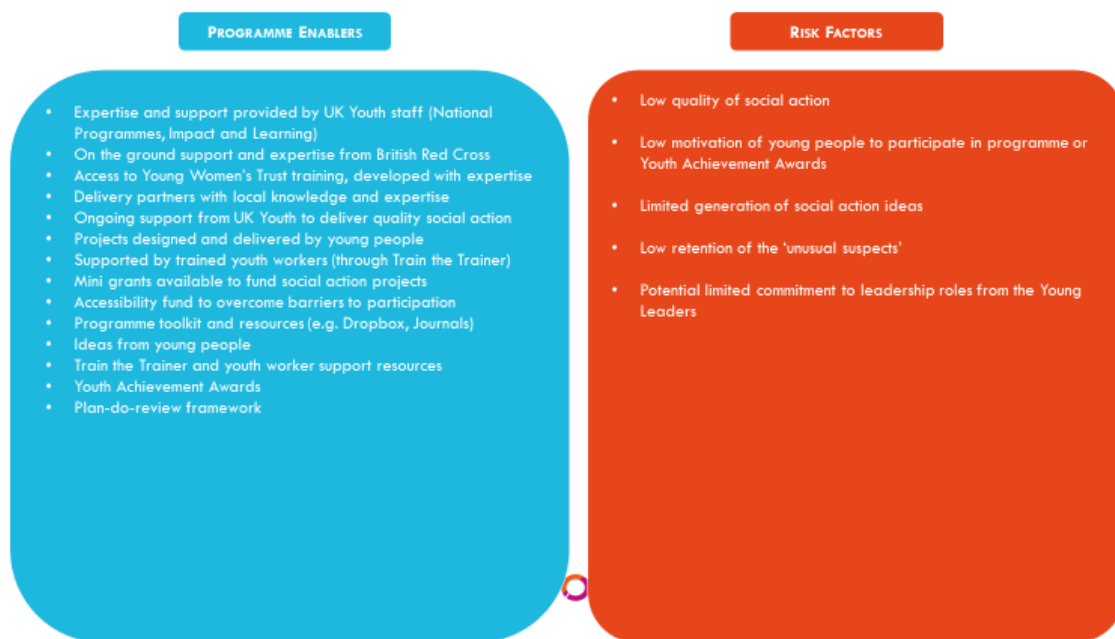 PROGRAMME ENABLERS
• Expertise and support provided by UK Youth staff (National
Programmes, Impact and Learning)
• On the ground support and expertise from British Red Cross
• Access to Young Women's Trust training, developed with expertise
• Delivery partners with local knowledge and expertise
• Ongoing support from UK Youth to deliver quality social action
• Projects designed and delivered by young people
• Supported by trained youth workers (through Train the Trainer)
• Mini grants available to fund social action projects
• Accessibility fund to overcome barriers to participation
• Programme toolkit and resources (e.g. Dropbox, Journals)
• Ideas from young people
• Train the Trainer and youth worker support resources
• Youth Achievement Awards
• Plan-do-review framework
RISK FACTORS
• Low quality of social action
• Low motivation of young people to participate in programme or
Youth Achievement Awards
• Limited generation of social action ideas
• Low retention of the ‘unusual suspects’
• Potential limited commitment to leadership roles from the Young
Leaders